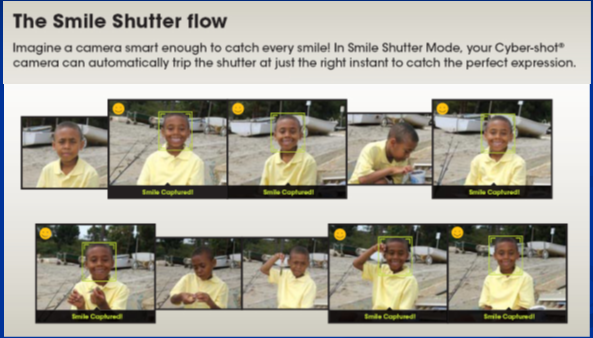 The Smile Shutter flow
Imagine a camera smart enough to catch every smile! In Smile Shutter Mode, your Cyber-shot®
camera can automatically trip the shutter at just the right instant to catch the perfect expression.
Smile Captured!
Smile Captured!
Smile Captured!
Smile Captured!
Smile Captured!
Smile Captured!